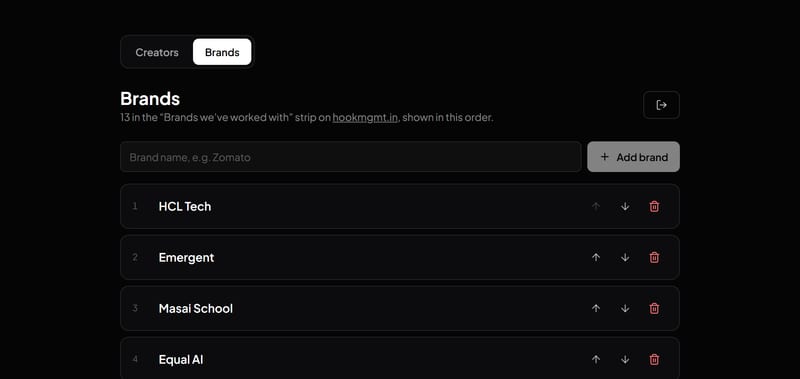 Creators Brands
Brands
13 in the "Brands we've worked with" strip on hookmgmt.in, shown in this order.
Brand name, e.g. Zomato + Add brand
1 HCL Tech
2 Emergent
3 Masai School
4 Equal AI